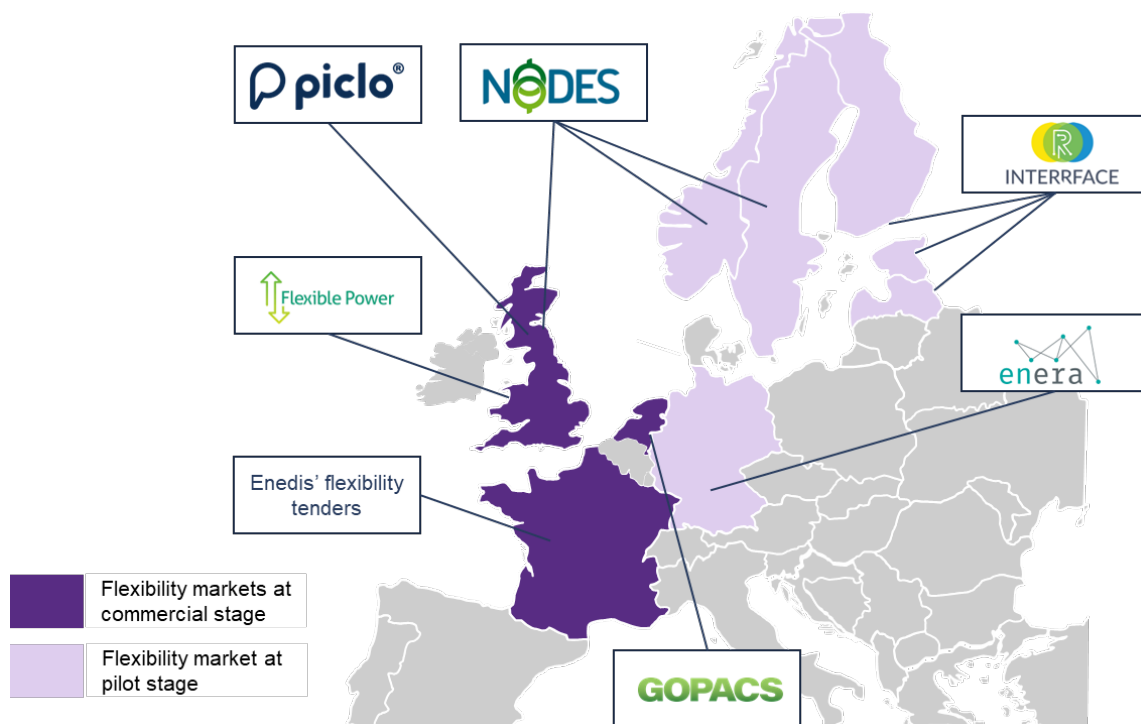 piclo®
NODES
INTERRFACE
Flexible Power
enera
Enedis’ flexibility
tenders
Flexibility markets at
commercial stage
Flexibility market at
pilot stage
GOPACS